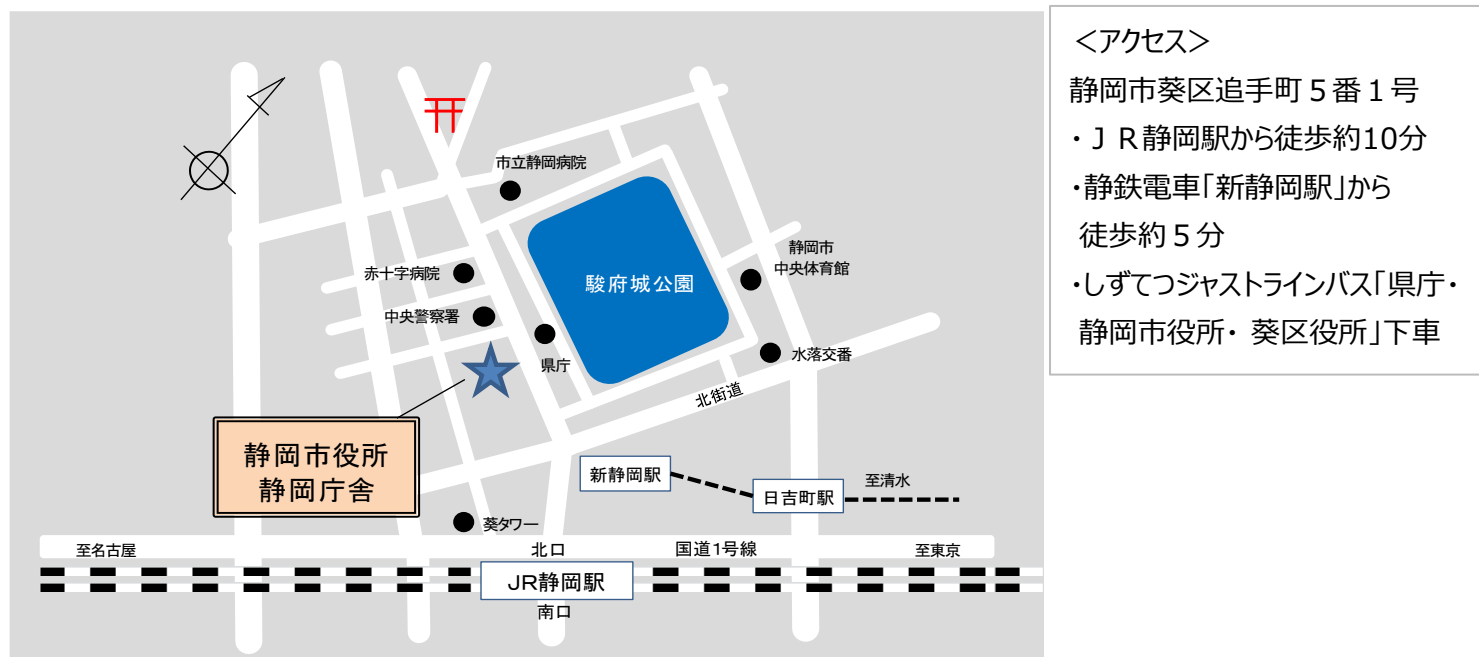 市立静岡病院
赤十字病院
中央警察署
県庁
駿府城公園
静岡市
中央体育館
水落交番
北街道
静岡市役所
静岡庁舎
新静岡駅
日吉町駅
至清水
葵タワー
至名古屋
北口
国道1号線
至東京
JR静岡駅
南口
＜アクセス＞
静岡市葵区追手町５番１号
・ＪＲ静岡駅から徒歩約10分
・静鉄電車「新静岡駅」から
徒歩約５分
・しずてつジャストラインバス「県庁・
静岡市役所・ 葵区役所」下車